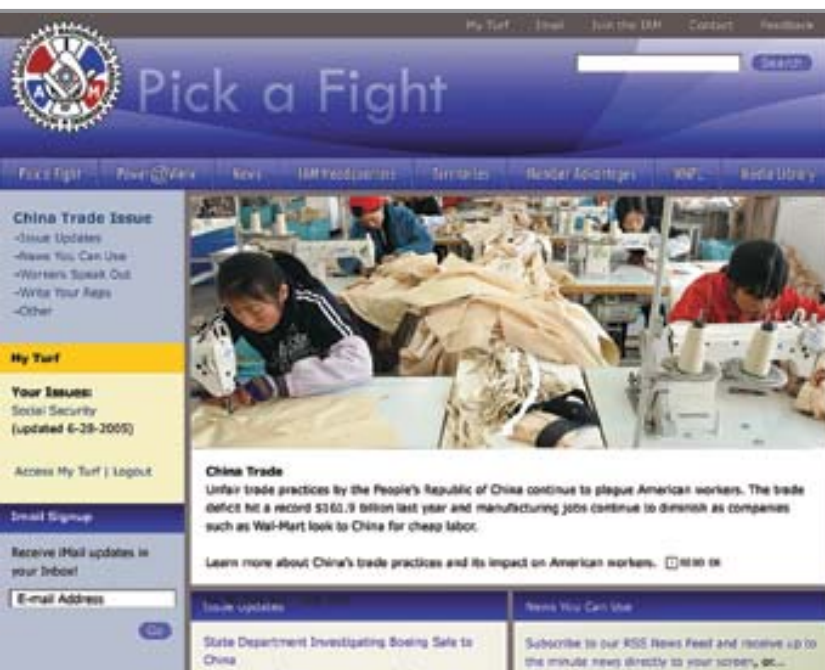 My Turf Imail Join the IAM Contact Feedback
A M
Pick a Fight
Search
Pick a Fight Power@Work News IAM Headquarters Territories Member Advantages WNPL Media Library
China Trade Issue
-Issue Updates
-News You Can Use
-Workers Speak Out
-Write Your Reps
-Other
My Turf
Your Issues:
Social Security
(updated 6-28-2005)
Access My Turf | Logout
Imail Signup
Receive iMail updates in
your Inbox!
E-mail Address
Go
China Trade
Unfair trade practices by the People's Republic of China continue to plague American workers. The trade
deficit hit a record $161.9 billion last year and manufacturing jobs continue to diminish as companies
such as Wal-Mart look to China for cheap labor.
Learn more about China's trade practices and its impact on American workers.
Issue Updates
State Department Investigating Boeing Sale to
China
News You Can Use
Subscribe to our RSS News Feed and receive up to
the minute news directly to your screen, or...